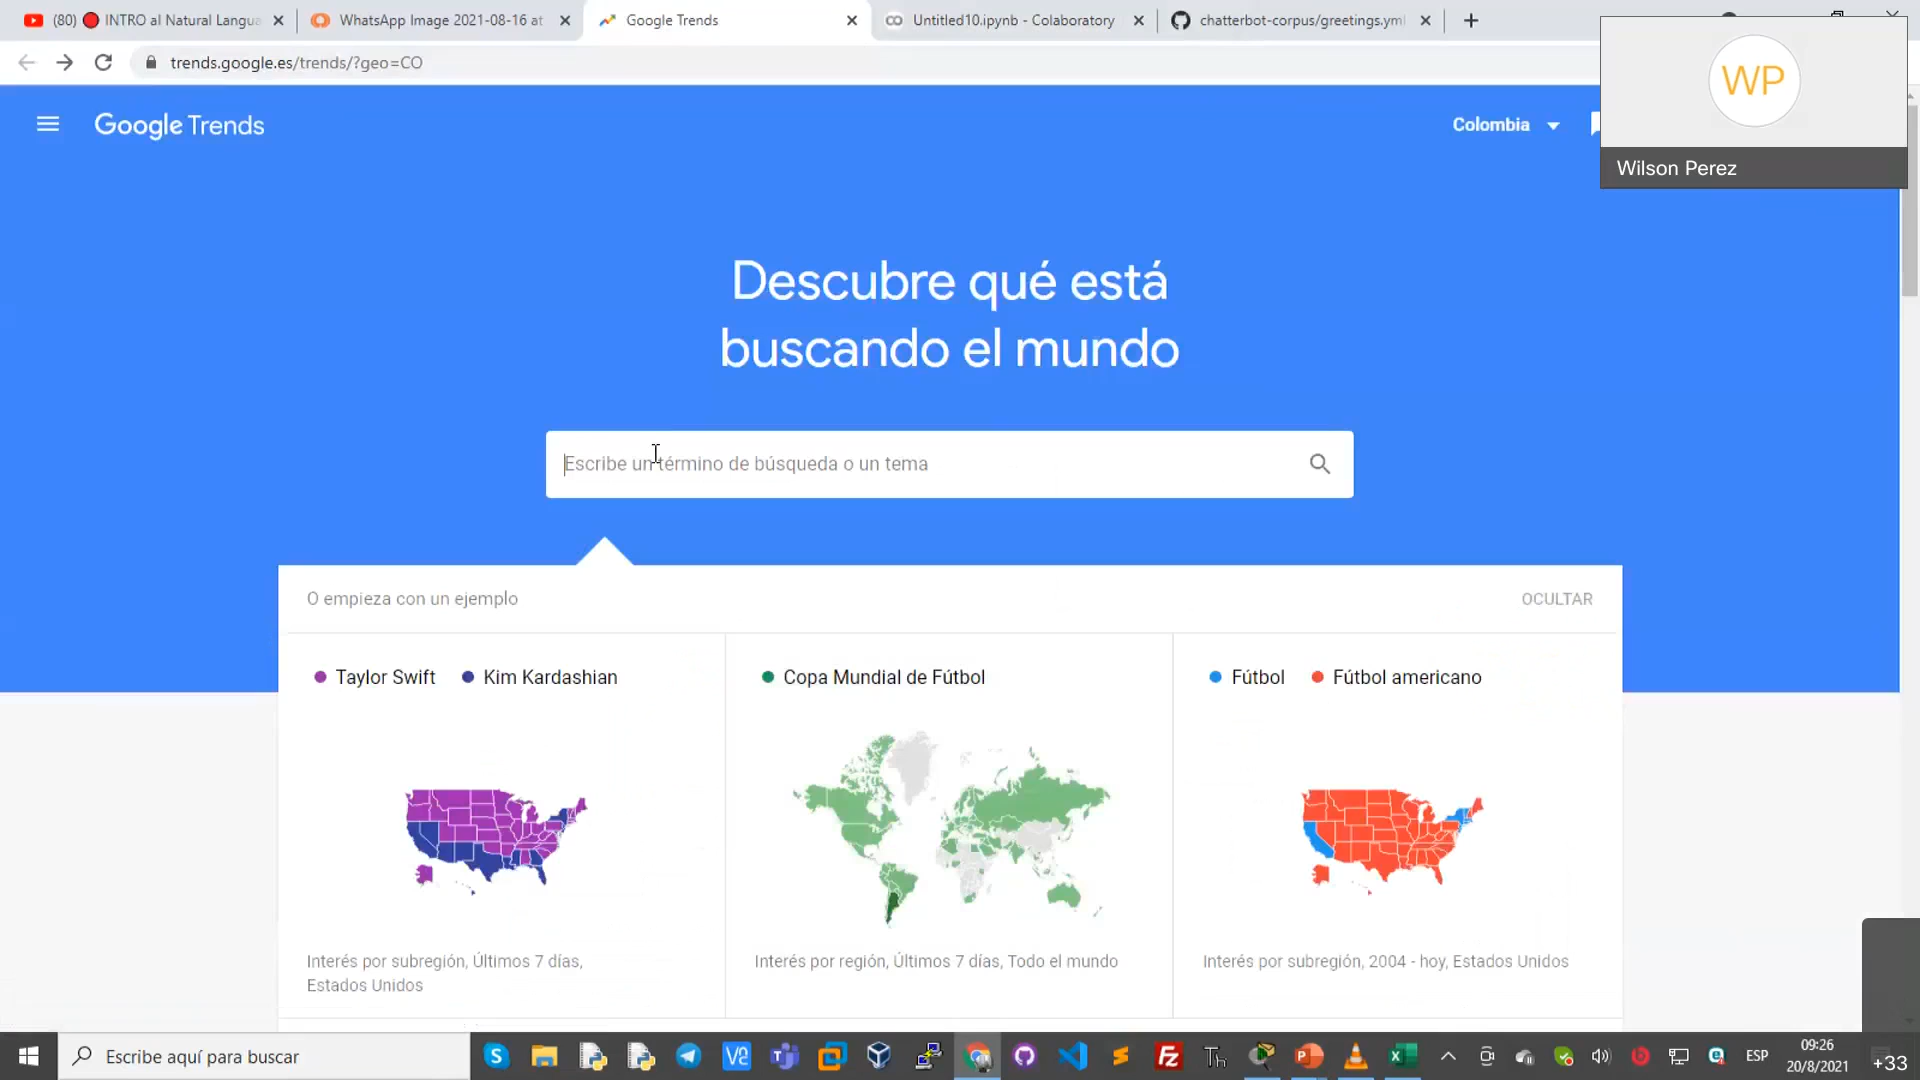 (80) 🔴 INTRO al Natural Langua
WhatsApp Image 2021-08-16 at
Google Trends
Untitled10.ipynb - Colaboratory
chatterbot-corpus/greetings.yml
trends.google.es/trends/?geo=CO
Google Trends
Colombia
WP
Wilson Perez
Descubre qué está
buscando el mundo
Escribe un término de búsqueda o un tema
O empieza con un ejemplo
OCULTAR
Taylor Swift
Kim Kardashian
Copa Mundial de Fútbol
Fútbol
Fútbol americano
Interés por subregión, Últimos 7 días,
Estados Unidos
Interés por región, Últimos 7 días, Todo el mundo
Interés por subregión, 2004 - hoy, Estados Unidos
Escribe aquí para buscar
ESP
09:26
20/8/2021
+33